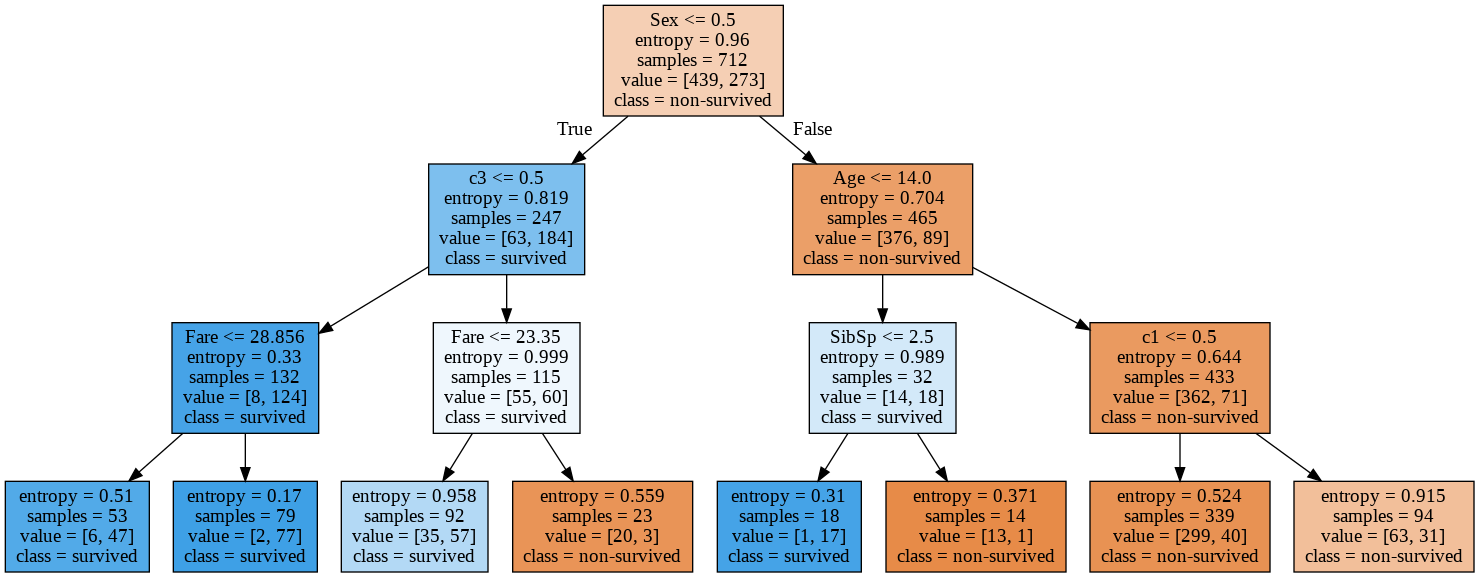 Sex <= 0.5
entropy = 0.96
samples = 712
value = [439, 273]
class = non-survived
True
False
c3 <= 0.5
entropy = 0.819
samples = 247
value = [63, 184]
class = survived
Age <= 14.0
entropy = 0.704
samples = 465
value = [376, 89]
class = non-survived
Fare <= 28.856
entropy = 0.33
samples = 132
value = [8, 124]
class = survived
Fare <= 23.35
entropy = 0.999
samples = 115
value = [55, 60]
class = survived
SibSp <= 2.5
entropy = 0.989
samples = 32
value = [14, 18]
class = survived
c1 <= 0.5
entropy = 0.644
samples = 433
value = [362, 71]
class = non-survived
entropy = 0.51
samples = 53
value = [6, 47]
class = survived
entropy = 0.17
samples = 79
value = [2, 77]
class = survived
entropy = 0.958
samples = 92
value = [35, 57]
class = survived
entropy = 0.559
samples = 23
value = [20, 3]
class = non-survived
entropy = 0.31
samples = 18
value = [1, 17]
class = survived
entropy = 0.371
samples = 14
value = [13, 1]
class = non-survived
entropy = 0.524
samples = 339
value = [299, 40]
class = non-survived
entropy = 0.915
samples = 94
value = [63, 31]
class = non-survived